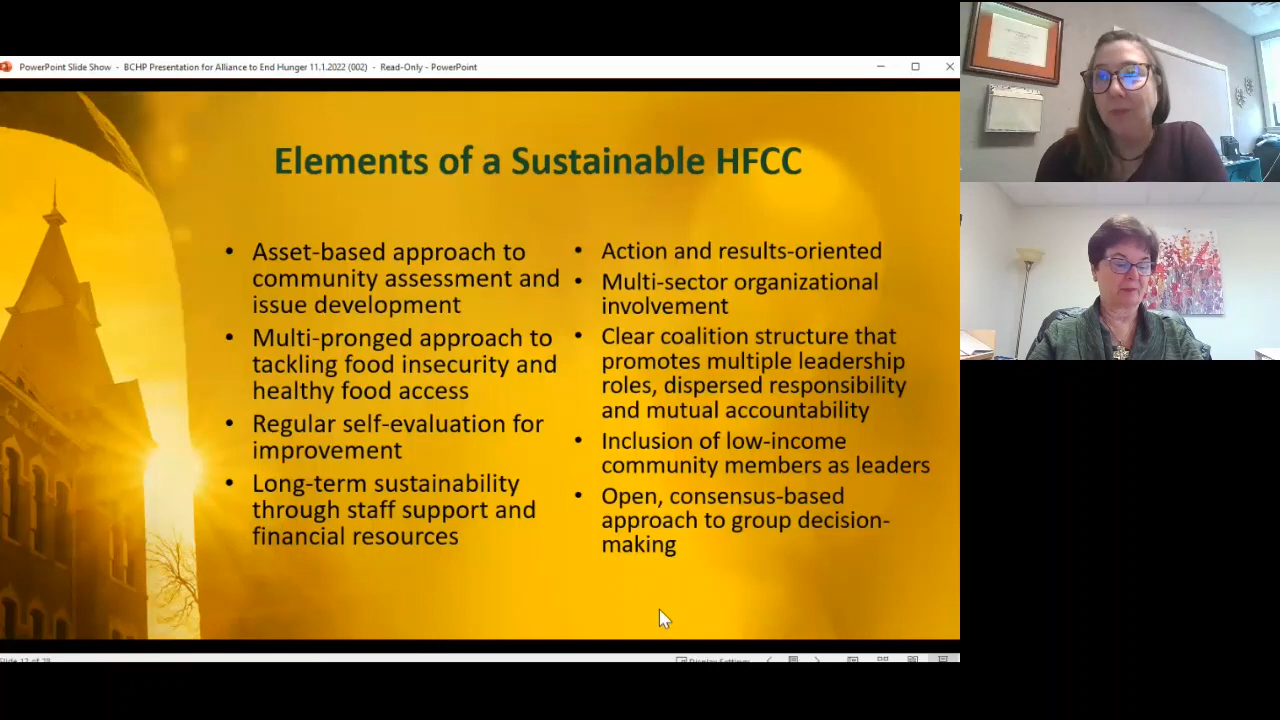 PowerPoint Slide Show - BCHP Presentation for Alliance to End Hunger 11.1.2022 (002) - Read-Only - PowerPoint
Elements of a Sustainable HFCC
• Asset-based approach to
community assessment and
issue development
• Multi-pronged approach to
tackling food insecurity and
healthy food access
• Regular self-evaluation for
improvement
• Long-term sustainability
through staff support and
financial resources
• Action and results-oriented
• Multi-sector organizational
involvement
• Clear coalition structure that
promotes multiple leadership
roles, dispersed responsibility
and mutual accountability
• Inclusion of low-income
community members as leaders
• Open, consensus-based
approach to group decision-
making
Display Settings